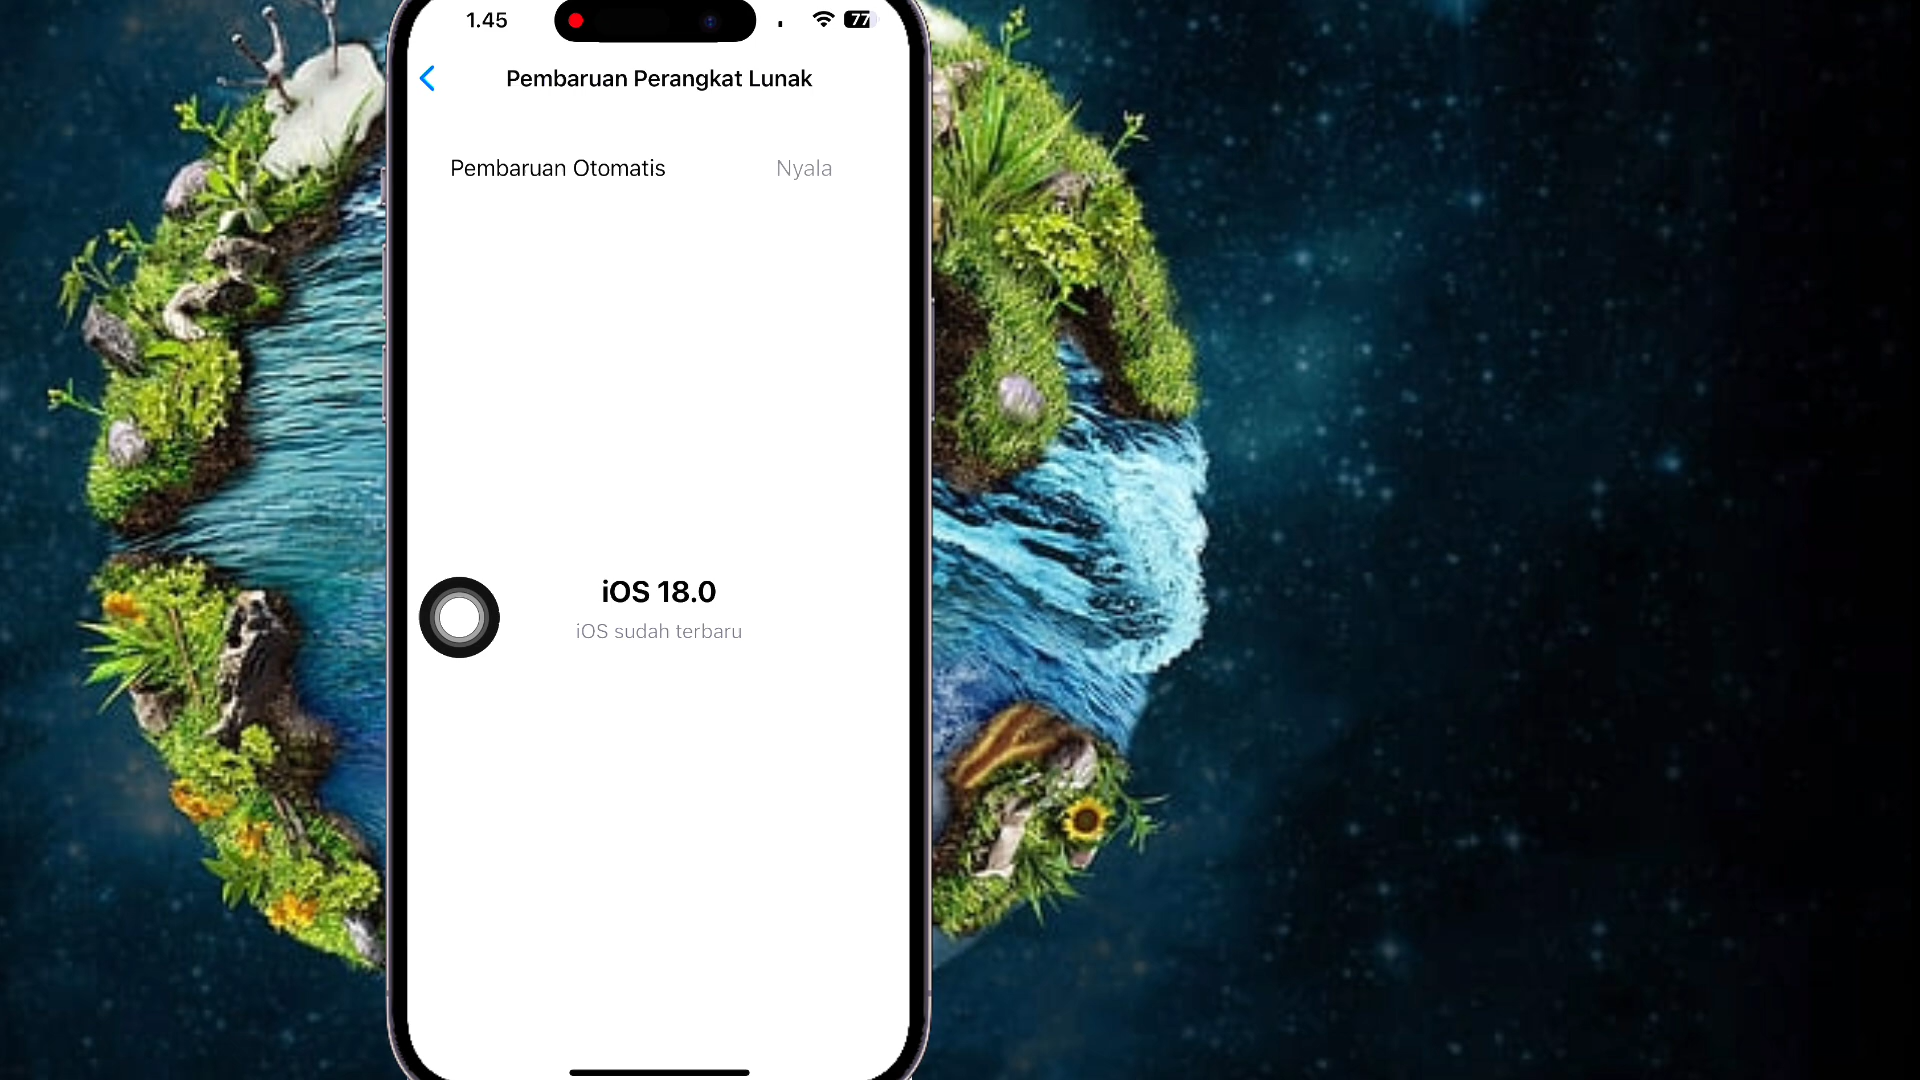 1.45
77
Pembaruan Perangkat Lunak
Pembaruan Otomatis
Nyala
iOS 18.0
iOS sudah terbaru